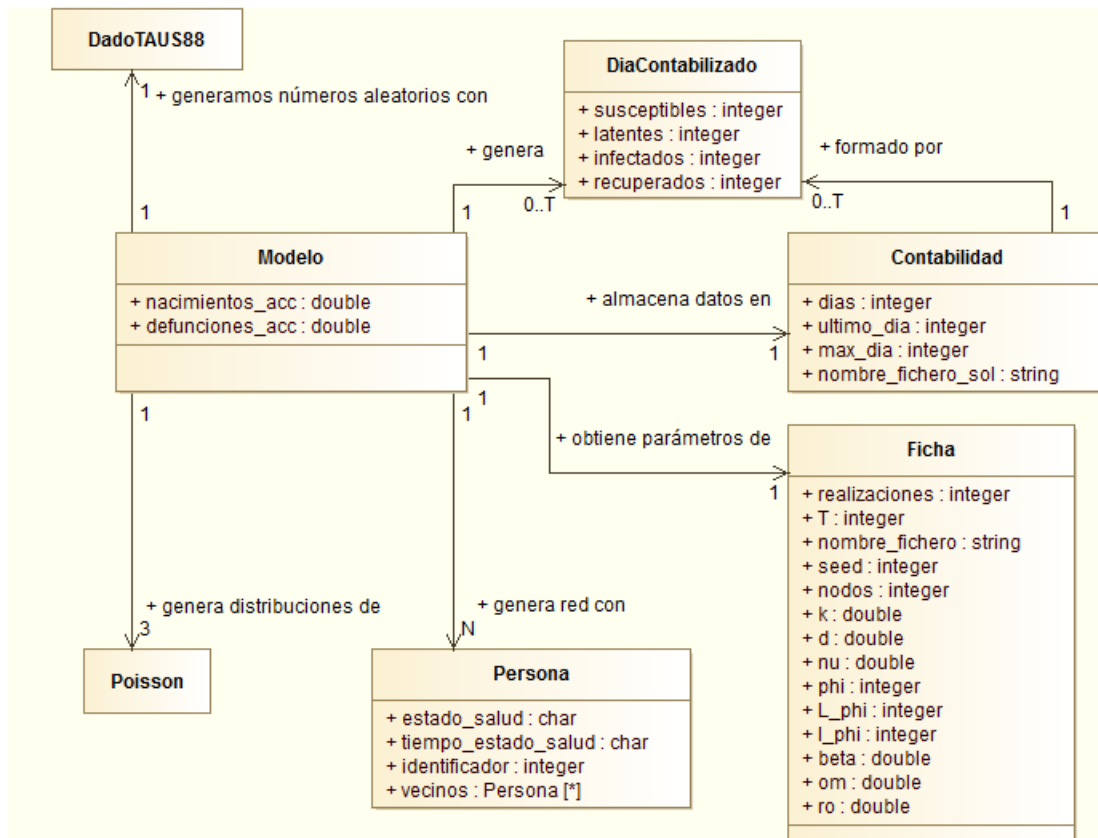 DadoTAUS88
1
+ generamos números aleatorios con
1
DiaContabilizado
+ susceptibles : integer
+ latentes : integer
+ infectados : integer
+ recuperados : integer
+ genera
0..T
1
+ formado por
0..T
1
Modelo
+ nacimientos_acc : double
+ defunciones_acc : double
Contabilidad
+ dias : integer
+ ultimo_dia : integer
+ max_dia : integer
+ nombre_fichero_sol : string
+ almacena datos en
1
1
1
+ obtiene parámetros de
1
Ficha
+ realizaciones : integer
+ T : integer
+ nombre_fichero : string
+ seed : integer
+ nodos : integer
+ k : double
+ d : double
+ nu : double
+ phi : integer
+ L_phi : integer
+ l_phi : integer
+ beta : double
+ om : double
+ ro : double
1
+ genera distribuciones de
3
Poisson
1
+ genera red con
N
Persona
+ estado_salud : char
+ tiempo_estado_salud : char
+ identificador : integer
+ vecinos : Persona [*]